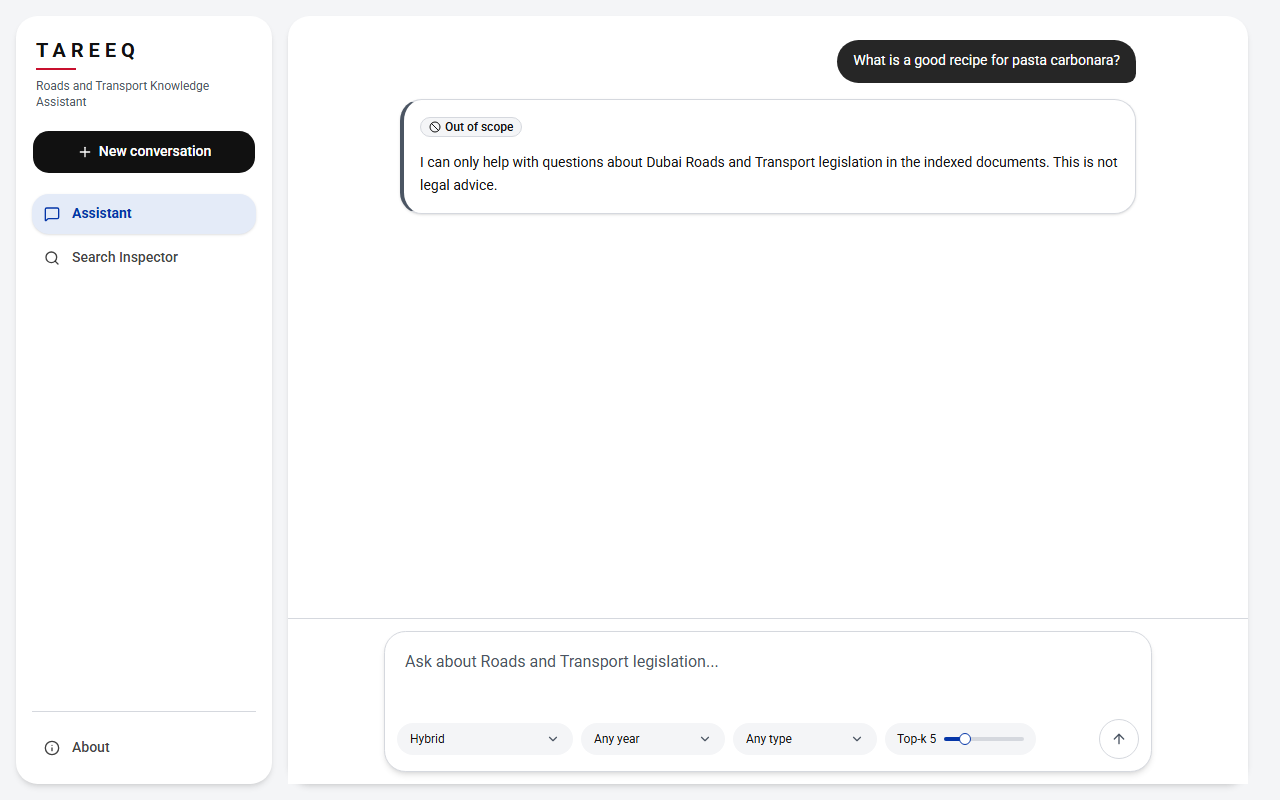 TAREEQ
Roads and Transport Knowledge
Assistant
New conversation
Assistant
Search Inspector
About
What is a good recipe for pasta carbonara?
Out of scope
I can only help with questions about Dubai Roads and Transport legislation in the indexed documents. This is not
legal advice.
Ask about Roads and Transport legislation...
Hybrid
Any year
Any type
Top-k 5